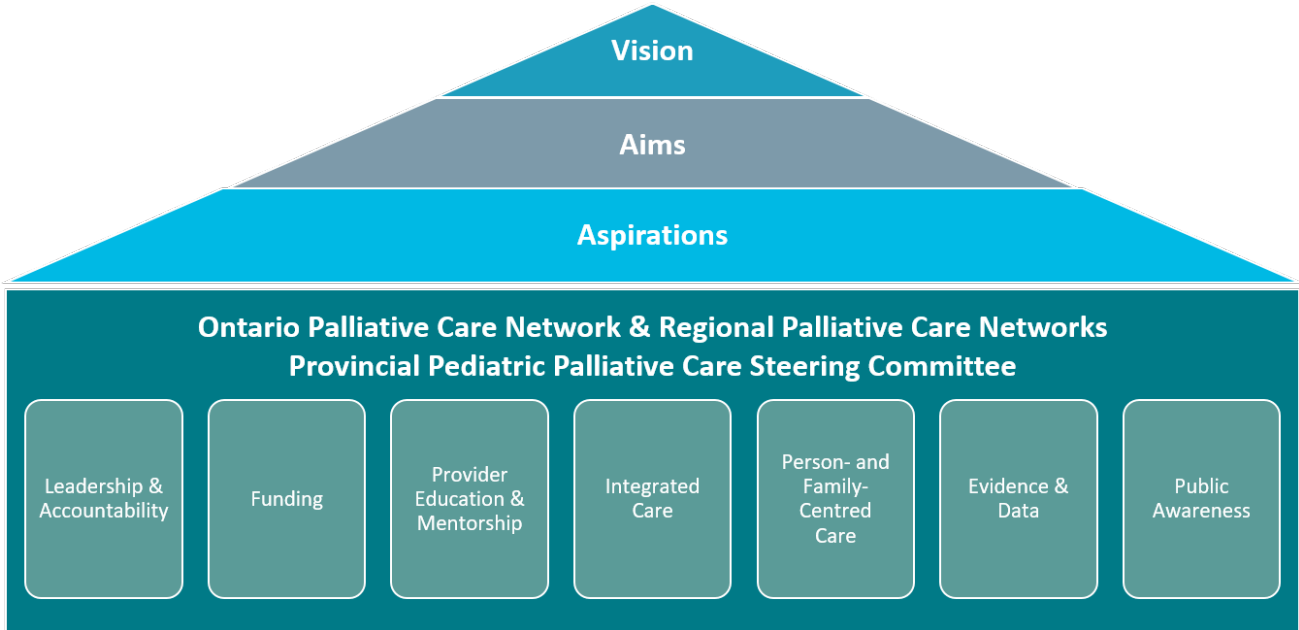 Vision
Aims
Aspirations
Ontario Palliative Care Network & Regional Palliative Care Networks
Provincial Pediatric Palliative Care Steering Committee
Leadership &
Accountability
Funding
Provider
Education &
Mentorship
Integrated
Care
Person- and
Family-
Centred
Care
Evidence &
Data
Public
Awareness